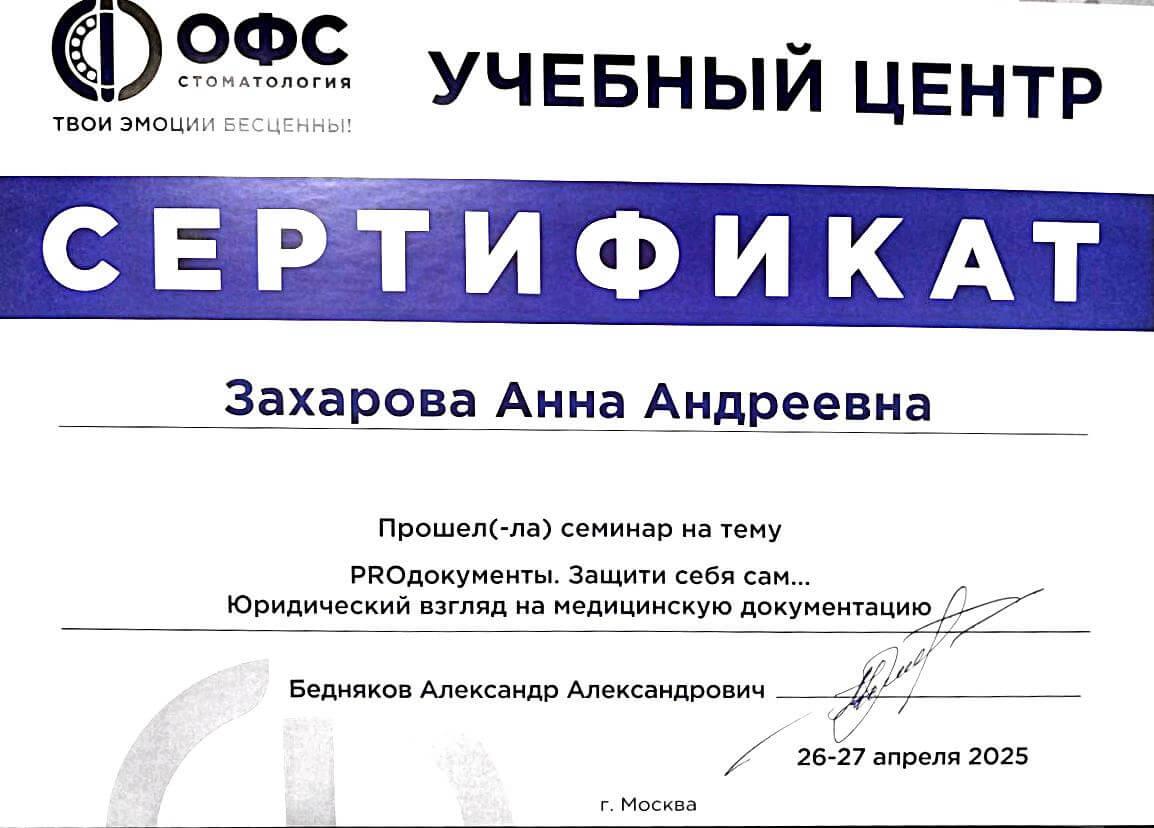 ОФС
СТОМАТОЛОГИЯ
ТВОИ ЭМОЦИИ БЕСЦЕННЫ!
УЧЕБНЫЙ ЦЕНТР
СЕРТИФИКАТ
Захарова Анна Андреевна
Прошел(-ла) семинар на тему
PROдокументы. Защити себя сам...
Юридический взгляд на медицинскую документацию
Бедняков Александр Александрович
26-27 апреля 2025
г. Москва